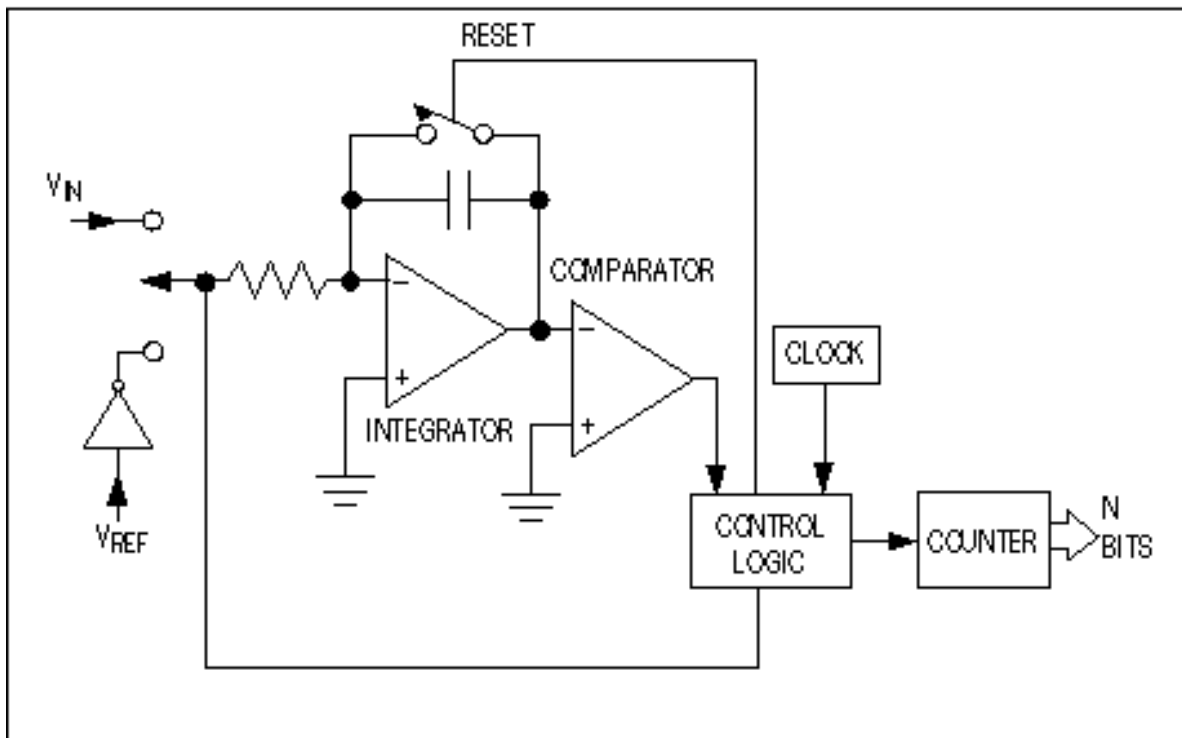 RESET
VIN
−
COMPARATOR
−
CLOCK
+
INTEGRATOR
+
VREF
CONTROL
LOGIC
COUNTER
N
BITS